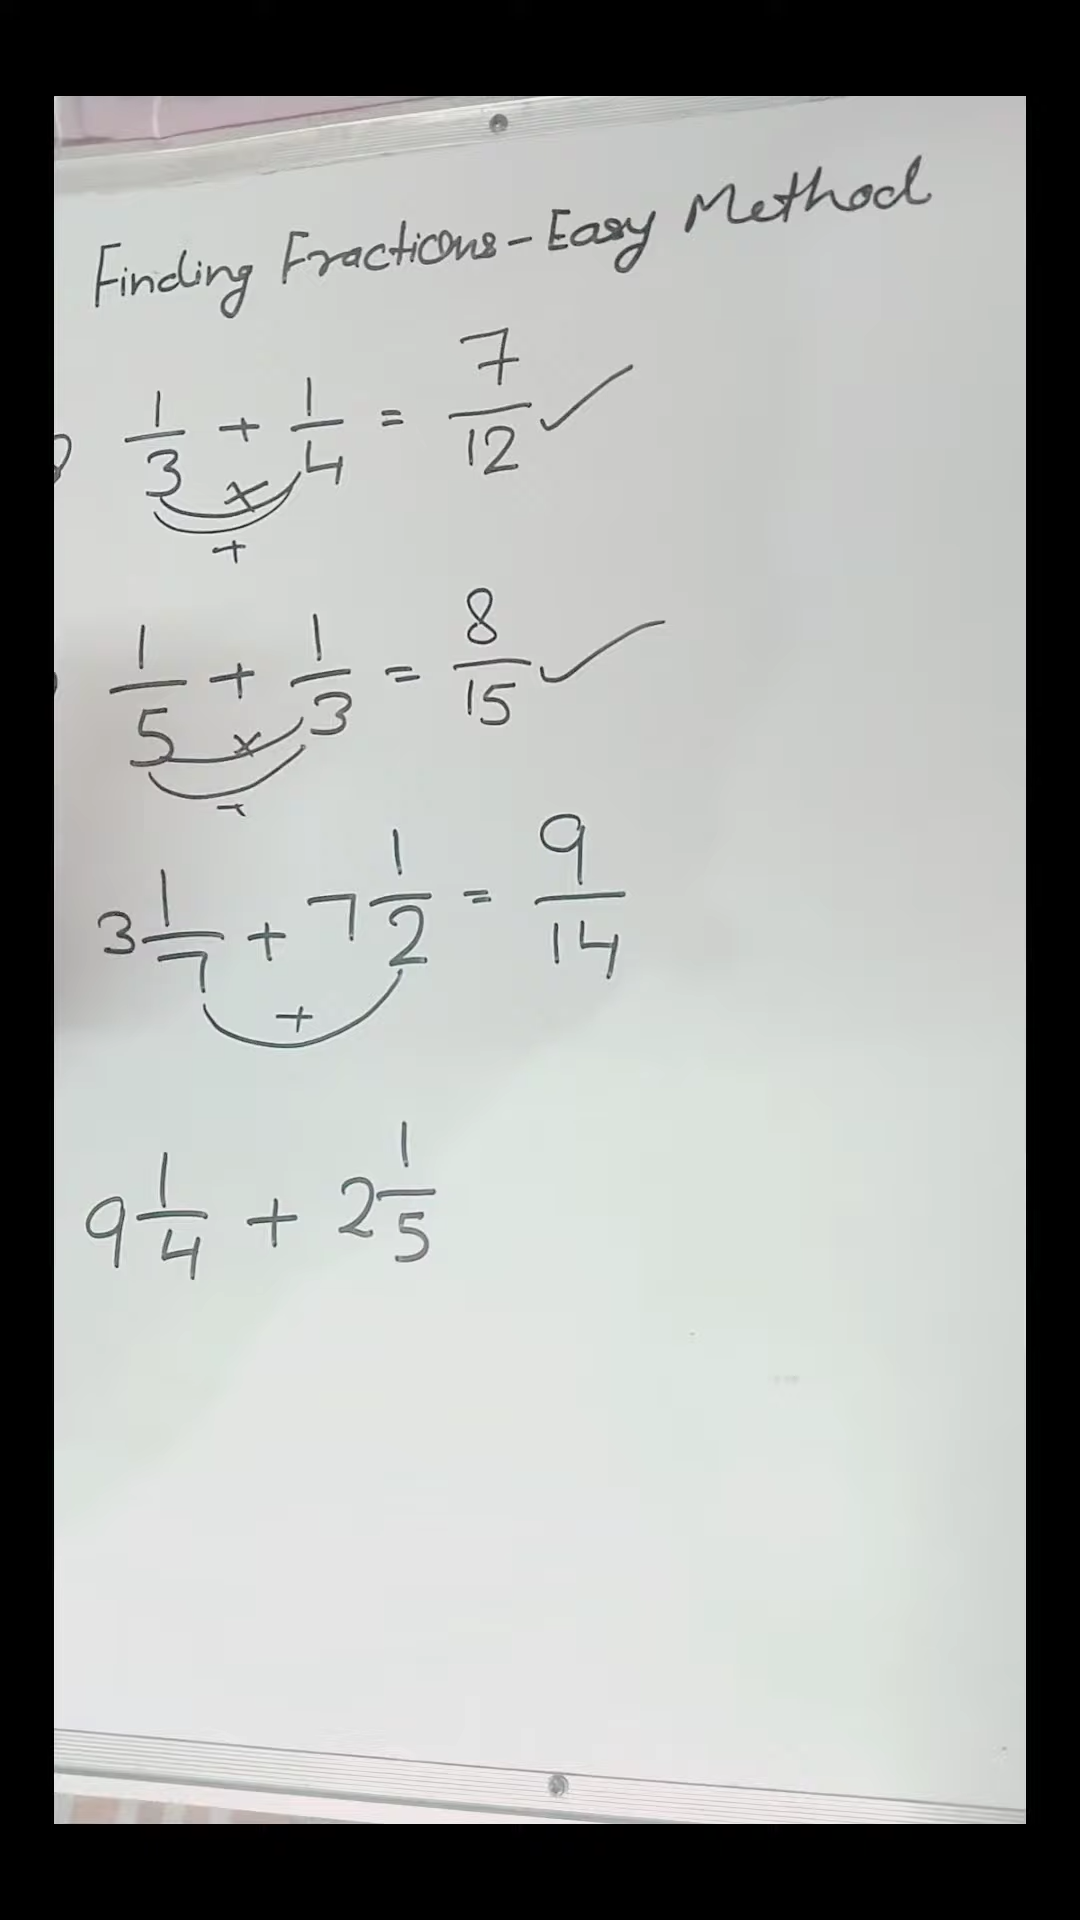 Finding Fractions - Easy Method
1/3 + 1/4 = 7/12 ✓
×
+
1/5 + 1/3 = 8/15 ✓
×
+
3 1/7 + 7 1/2 = 9/14
+
9 1/4 + 2 1/5